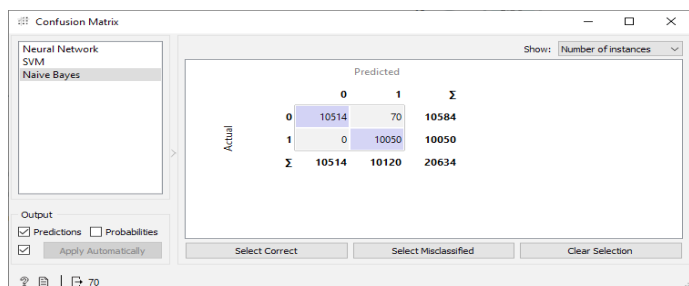 Confusion Matrix
Neural Network
SVM
Naive Bayes
Show: Number of instances
Predicted
0 1 Σ
Actual
0 10514 70 10584
1 0 10050 10050
Σ 10514 10120 20634
Output
Predictions Probabilities
Apply Automatically
Select Correct Select Misclassified Clear Selection
? 70